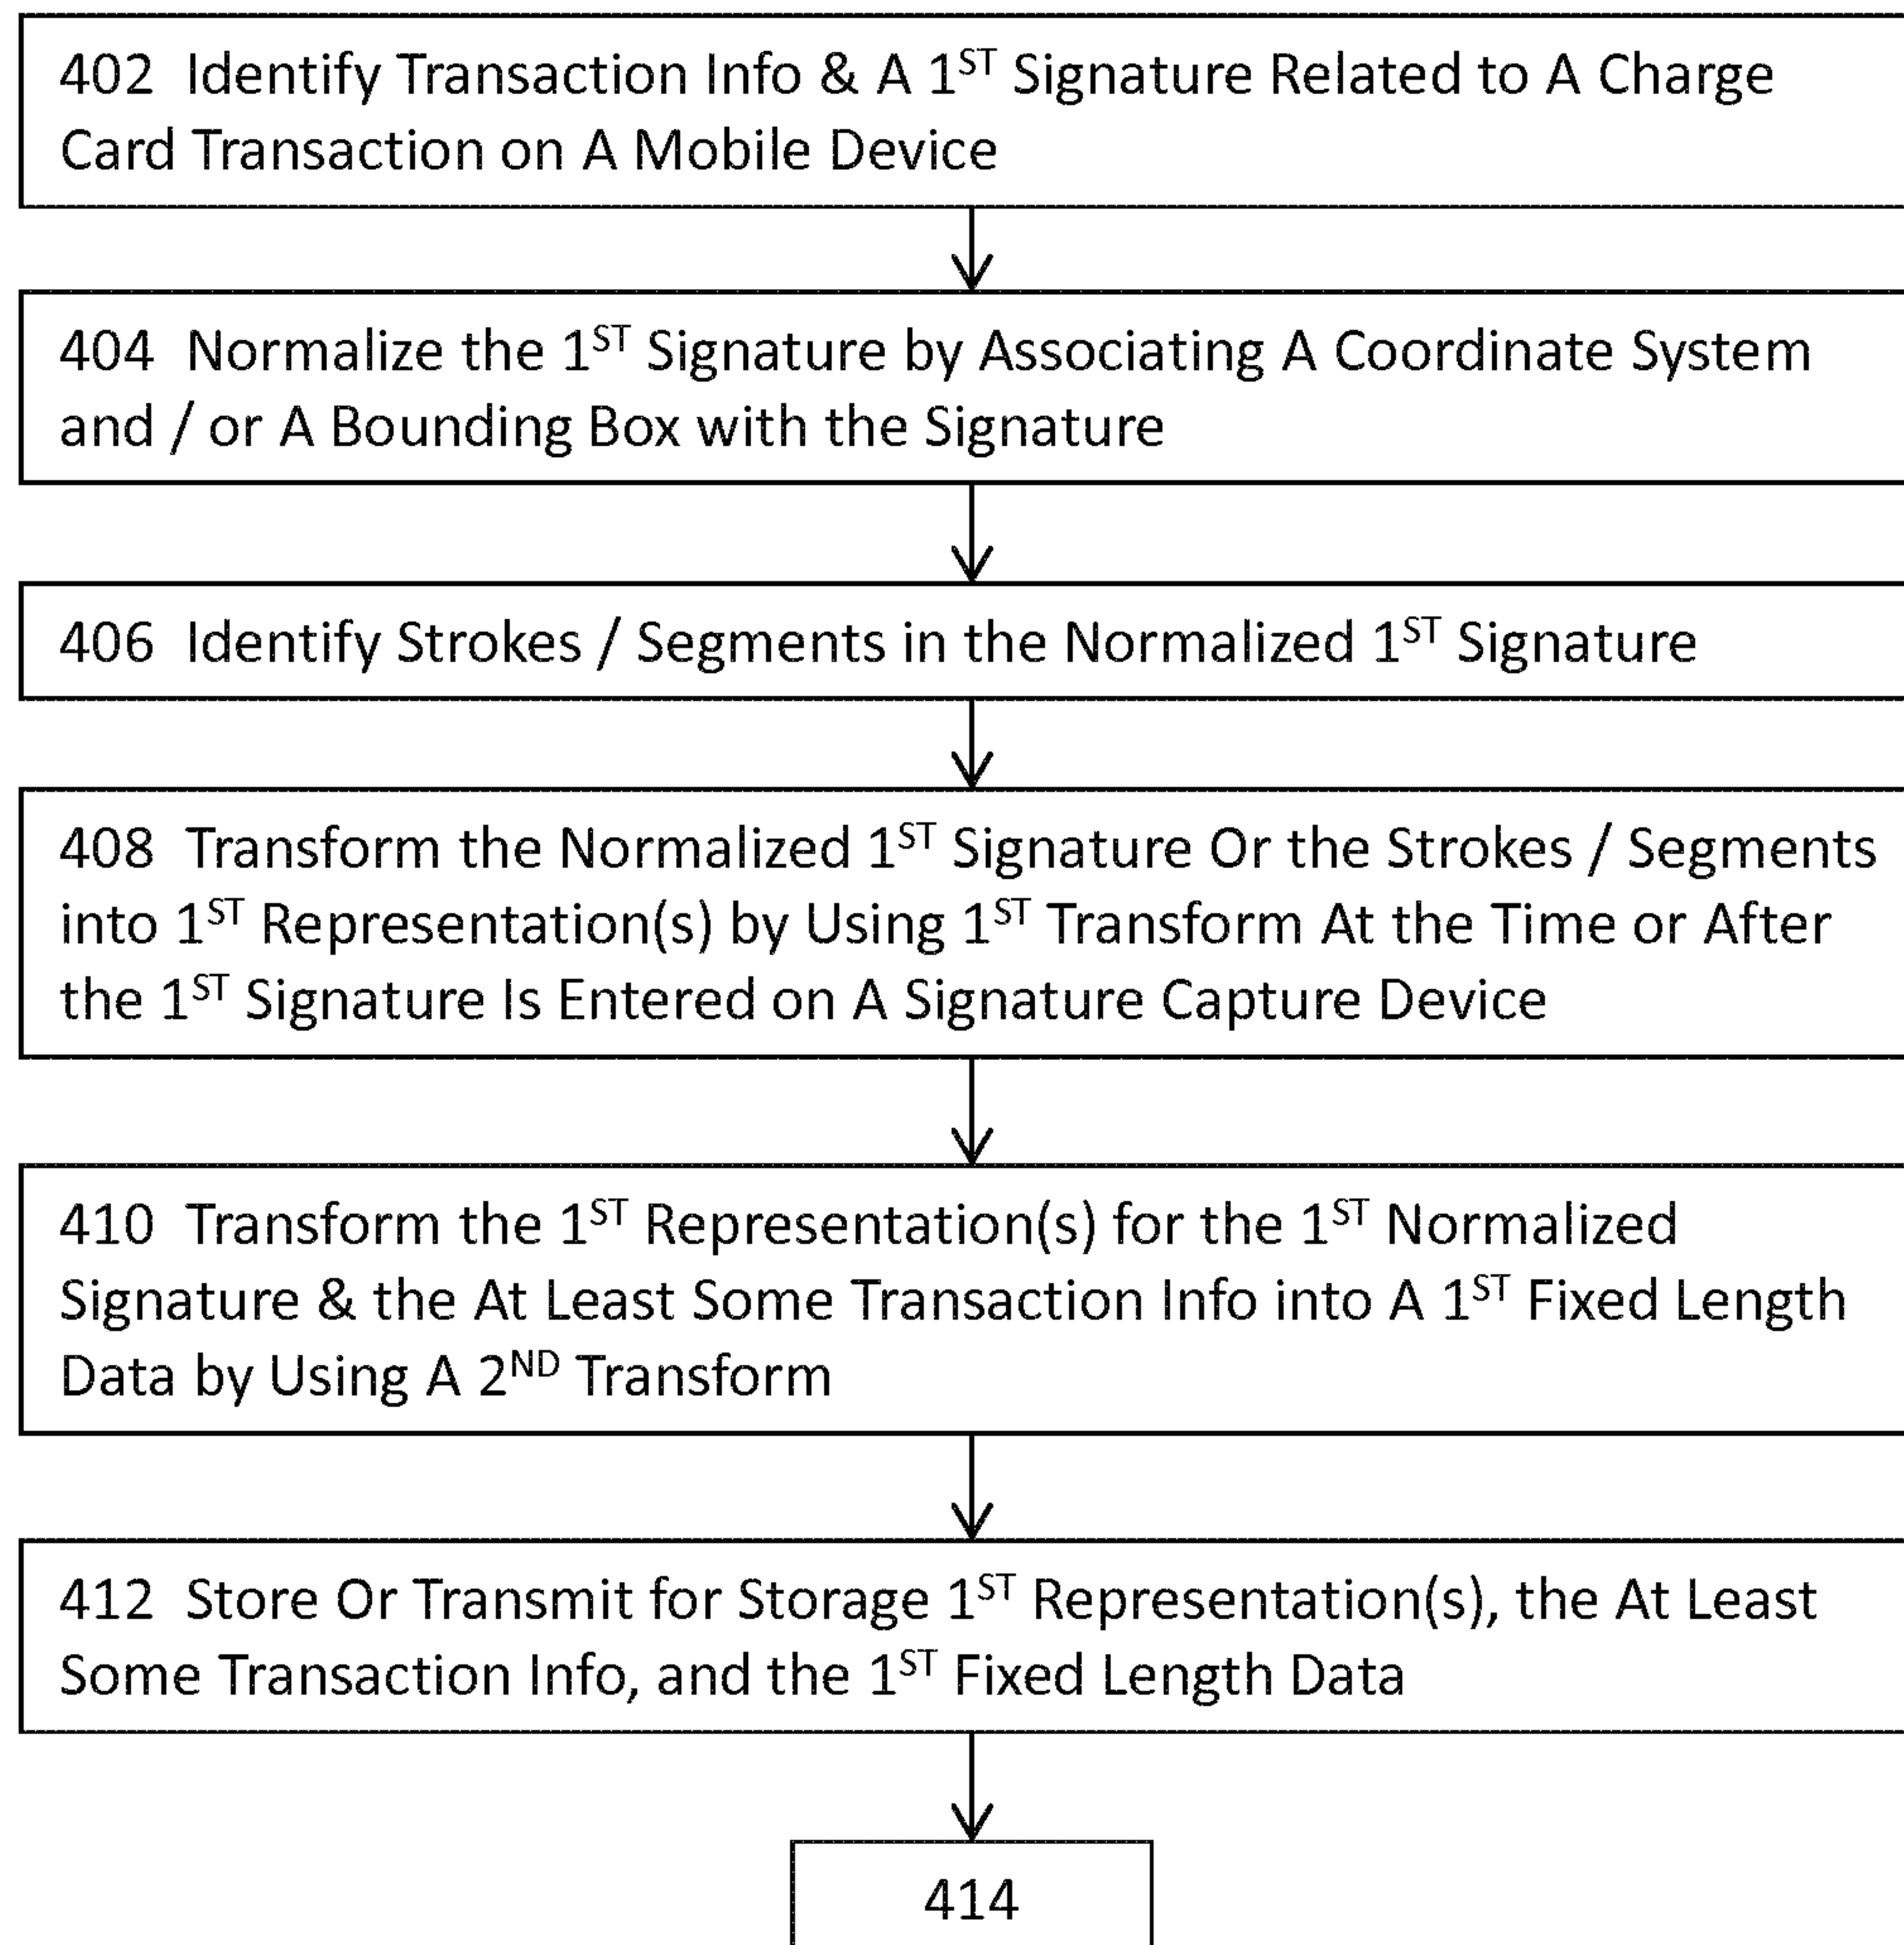 402 Identify Transaction Info & A 1ST Signature Related to A Charge
Card Transaction on A Mobile Device
404 Normalize the 1ST Signature by Associating A Coordinate System
and / or A Bounding Box with the Signature
406 Identify Strokes / Segments in the Normalized 1ST Signature
408 Transform the Normalized 1ST Signature Or the Strokes / Segments
into 1ST Representation(s) by Using 1ST Transform At the Time or After
the 1ST Signature Is Entered on A Signature Capture Device
410 Transform the 1ST Representation(s) for the 1ST Normalized
Signature & the At Least Some Transaction Info into A 1ST Fixed Length
Data by Using A 2ND Transform
412 Store Or Transmit for Storage 1ST Representation(s), the At Least
Some Transaction Info, and the 1ST Fixed Length Data
414